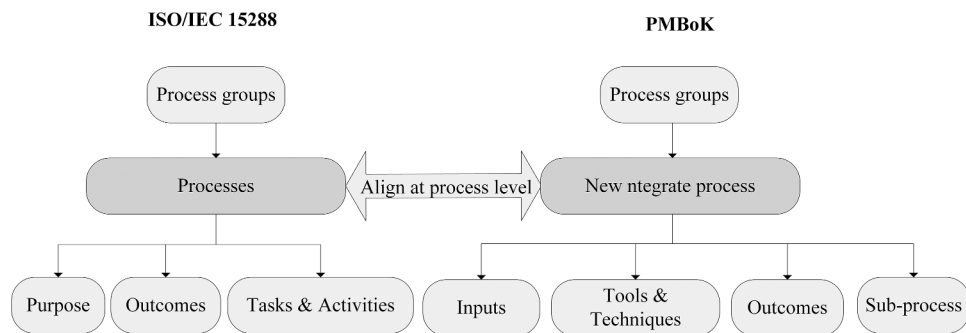 ISO/IEC 15288
PMBoK
Process groups
Process groups
Processes
Align at process level
New ntegrate process
Purpose
Outcomes
Tasks & Activities
Inputs
Tools &
Techniques
Outcomes
Sub-process